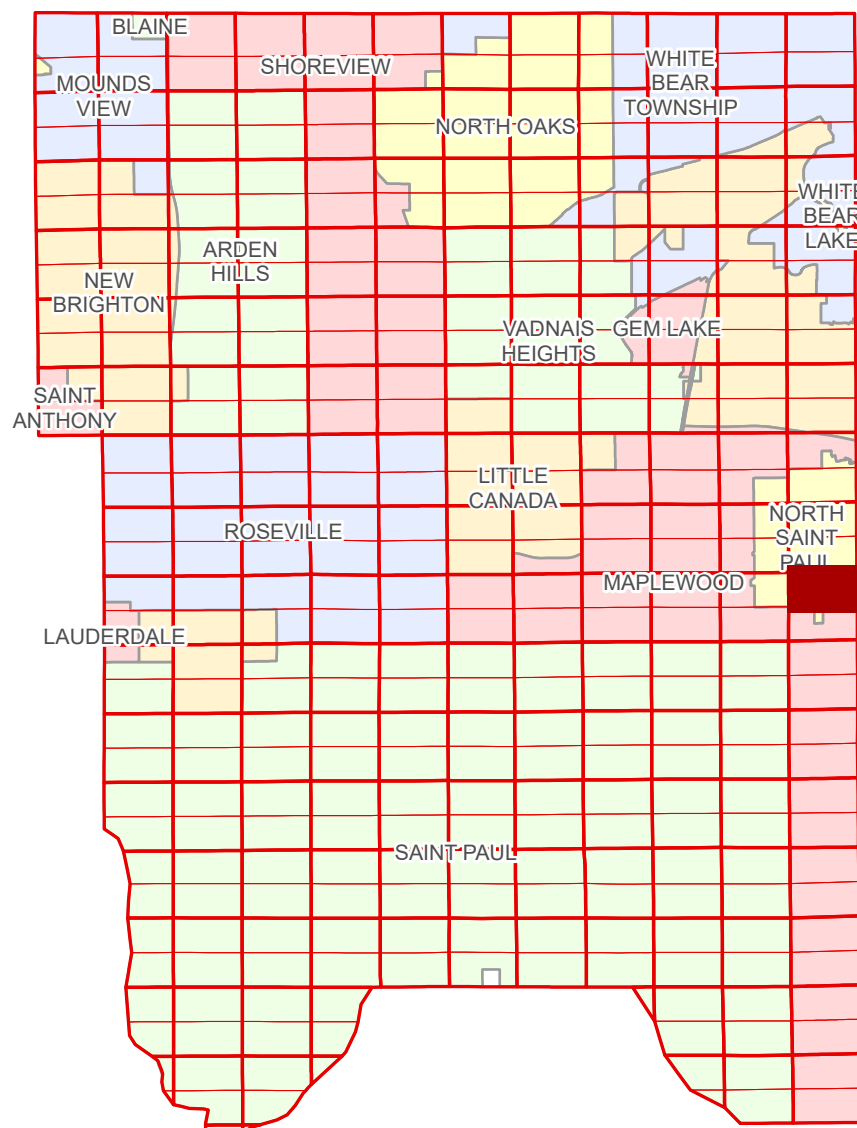 BLAINE
SHOREVIEW
WHITE
BEAR
TOWNSHIP
MOUNDS
VIEW
NORTH OAKS
WHITE
BEAR
LAKE
ARDEN
HILLS
NEW
BRIGHTON
VADNAIS
HEIGHTS
GEM LAKE
SAINT
ANTHONY
LITTLE
CANADA
NORTH
SAINT
PAUL
ROSEVILLE
MAPLEWOOD
LAUDERDALE
SAINT PAUL